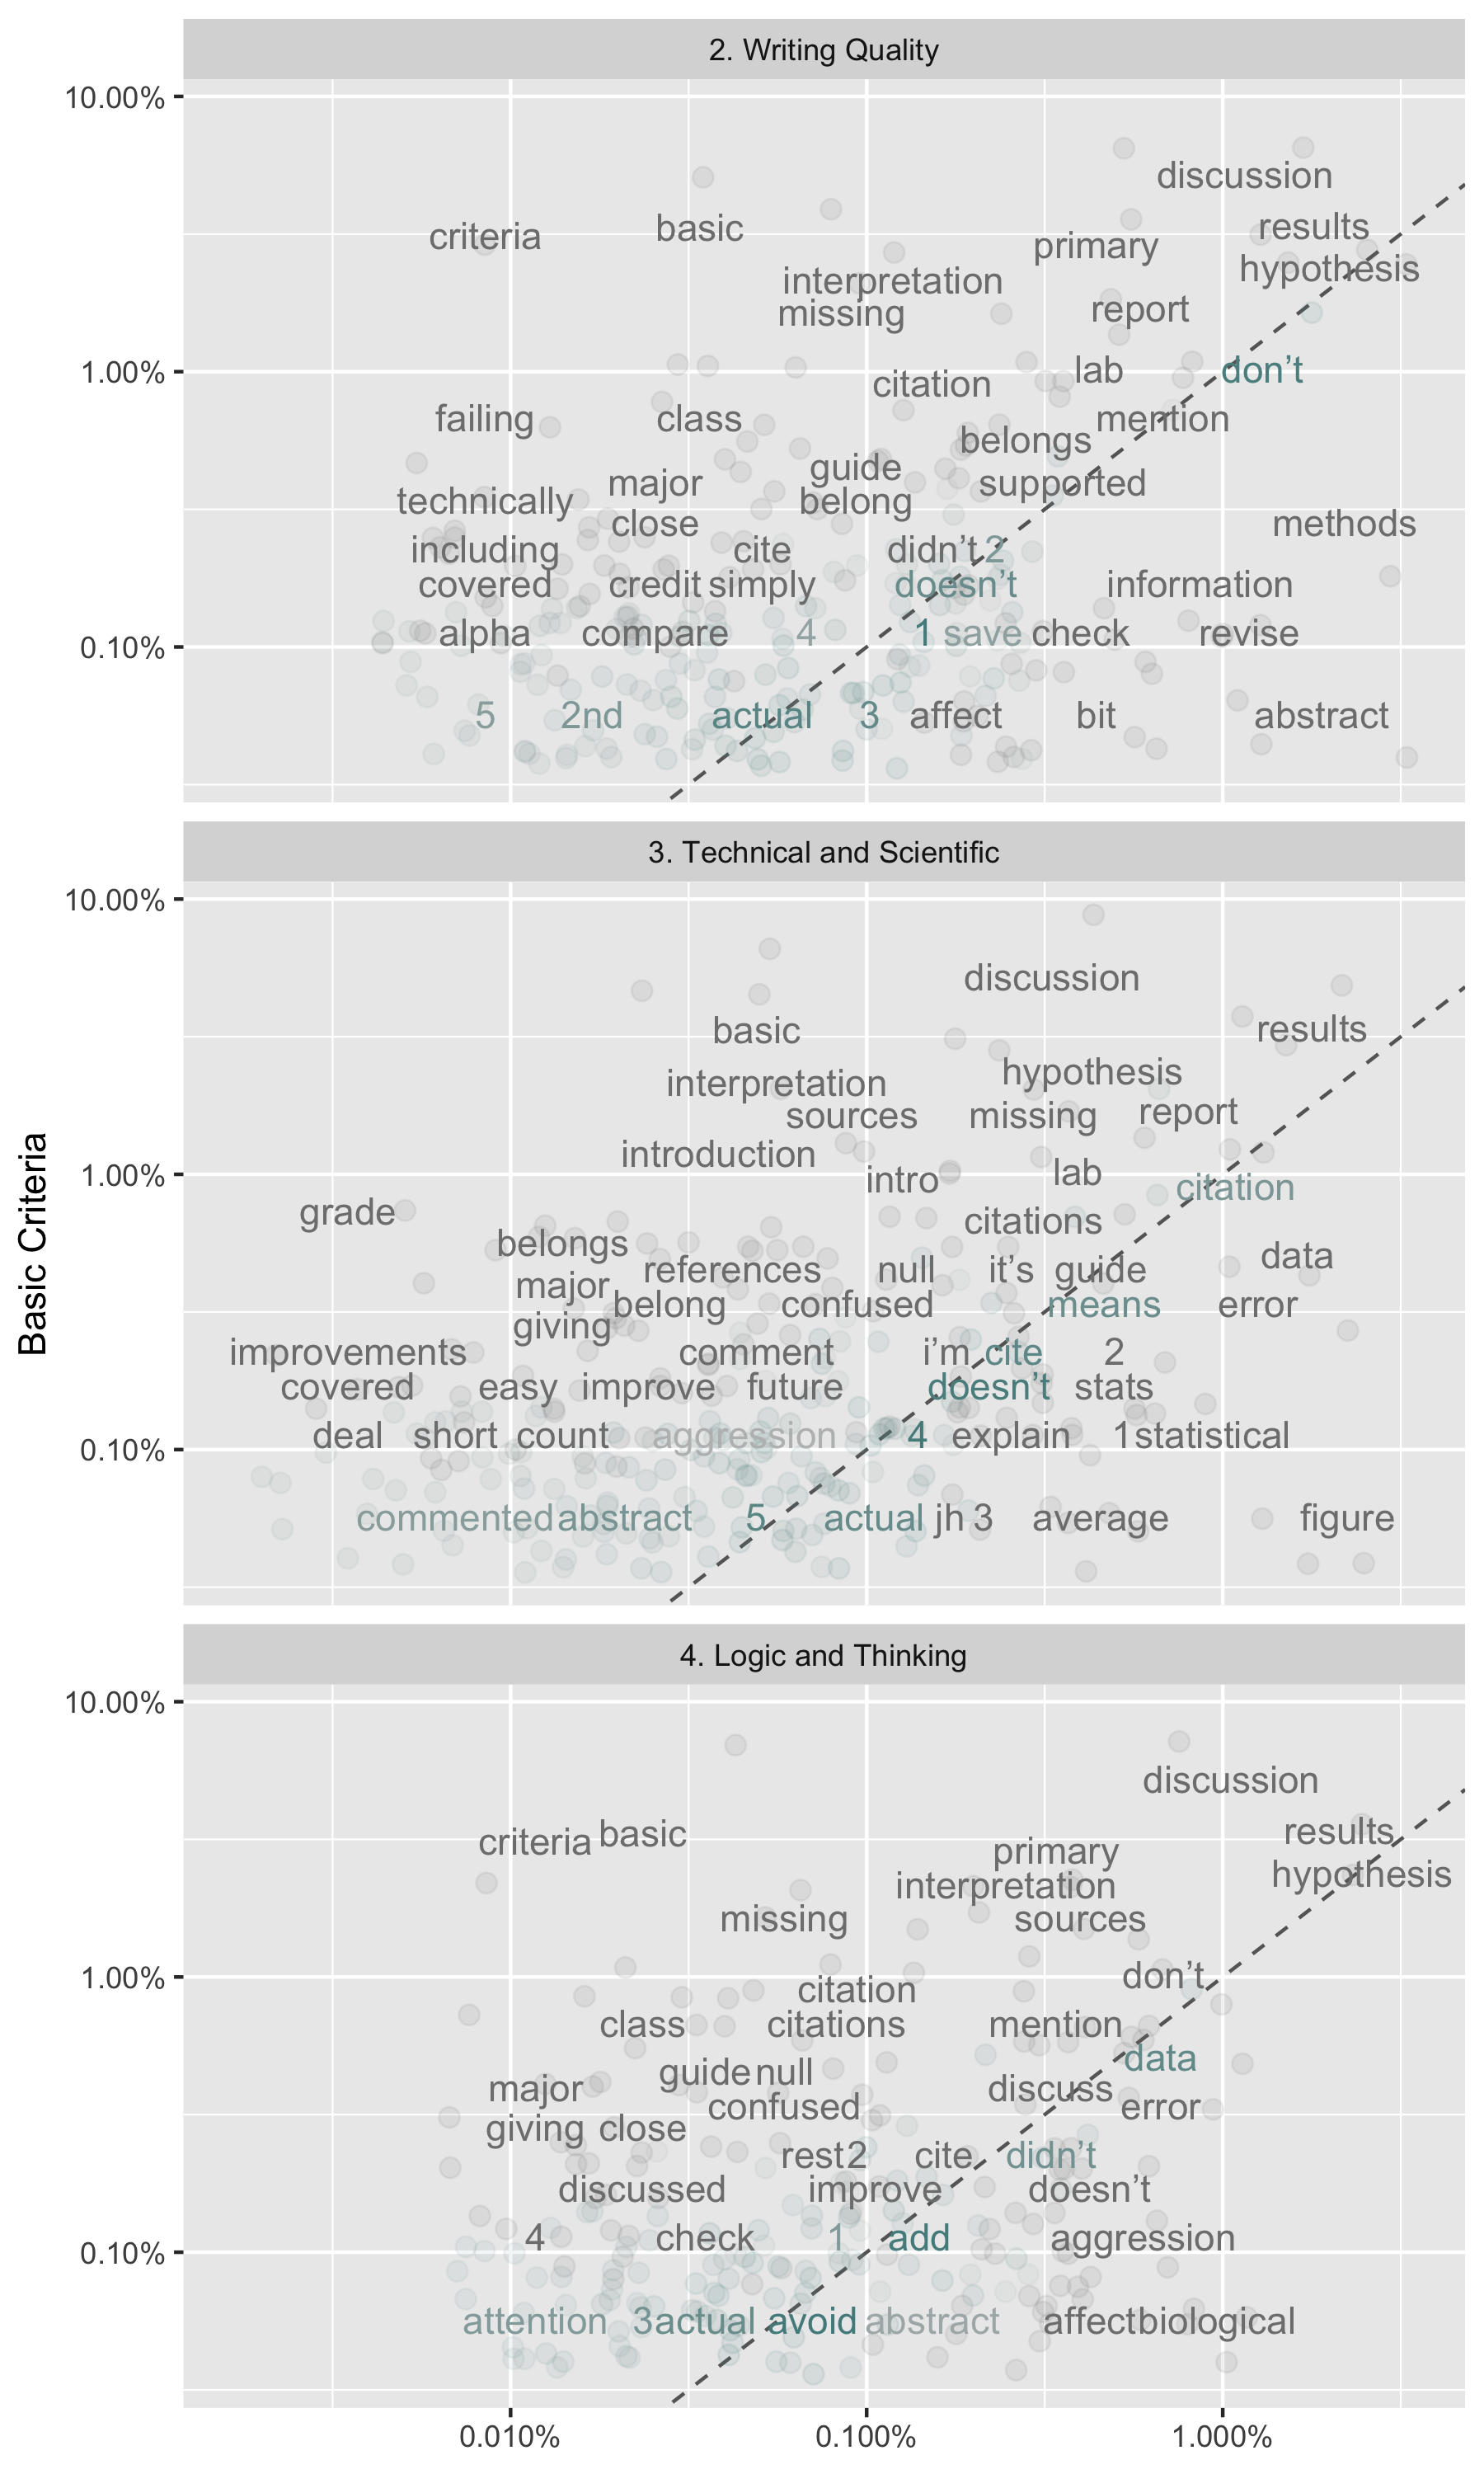 2. Writing Quality
10.00%
discussion
criteria basic results
primary
hypothesis
interpretation
missing report
1.00% lab don’t
citation
failing class mention
belongs
guide
major supported
technically belong
close methods
including cite didn’t 2
covered credit simply doesn’t information
0.10% alpha compare 4 1 save check revise
5 2nd actual 3 affect bit abstract
3. Technical and Scientific
10.00%
discussion
basic results
hypothesis
interpretation
sources missing report
introduction
1.00% intro lab
citation
grade citations
belongs data
references null it’s guide
major
belong confused means error
giving
improvements comment i’m cite 2
covered easy improve future doesn’t stats
0.10% deal short count aggression 4 explain 1 statistical
commented abstract 5 actual jh 3 average figure
Basic Criteria
4. Logic and Thinking
10.00%
discussion
criteria basic results
primary
hypothesis
interpretation
missing sources
1.00% don’t
citation
class citations mention
data
guide null
major discuss
confused error
giving close
rest 2 cite didn’t
discussed improve doesn’t
0.10% 4 check 1 add aggression
attention 3 actual avoid abstract affect biological
0.010% 0.100% 1.000%